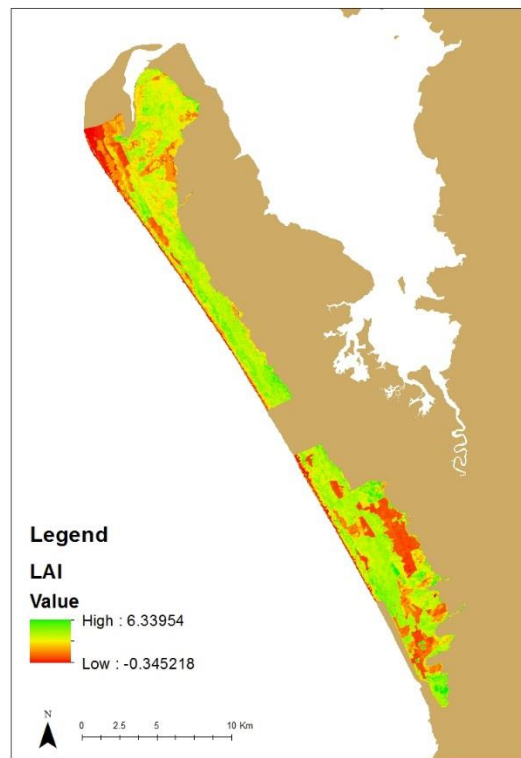 Legend
LAI
Value
High : 6.33954
Low : -0.345218
N
0 2.5 5 10 Km